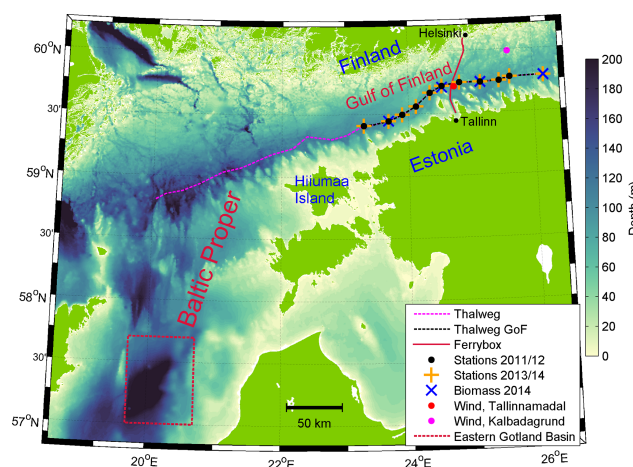 60°N
30'
59°N
30'
58°N
30'
57°N
20°E
22°E
24°E
26°E
Helsinki
Finland
Gulf of Finland
Tallinn
Estonia
Hiiumaa
Island
Baltic Proper
50 km
Thalweg
Thalweg GoF
Ferrybox
Stations 2011/12
Stations 2013/14
Biomass 2014
Wind, Tallinnamadal
Wind, Kalbadagrund
Eastern Gotland Basin
200
180
160
140
120
100
80
60
40
20
0
Depth (m)